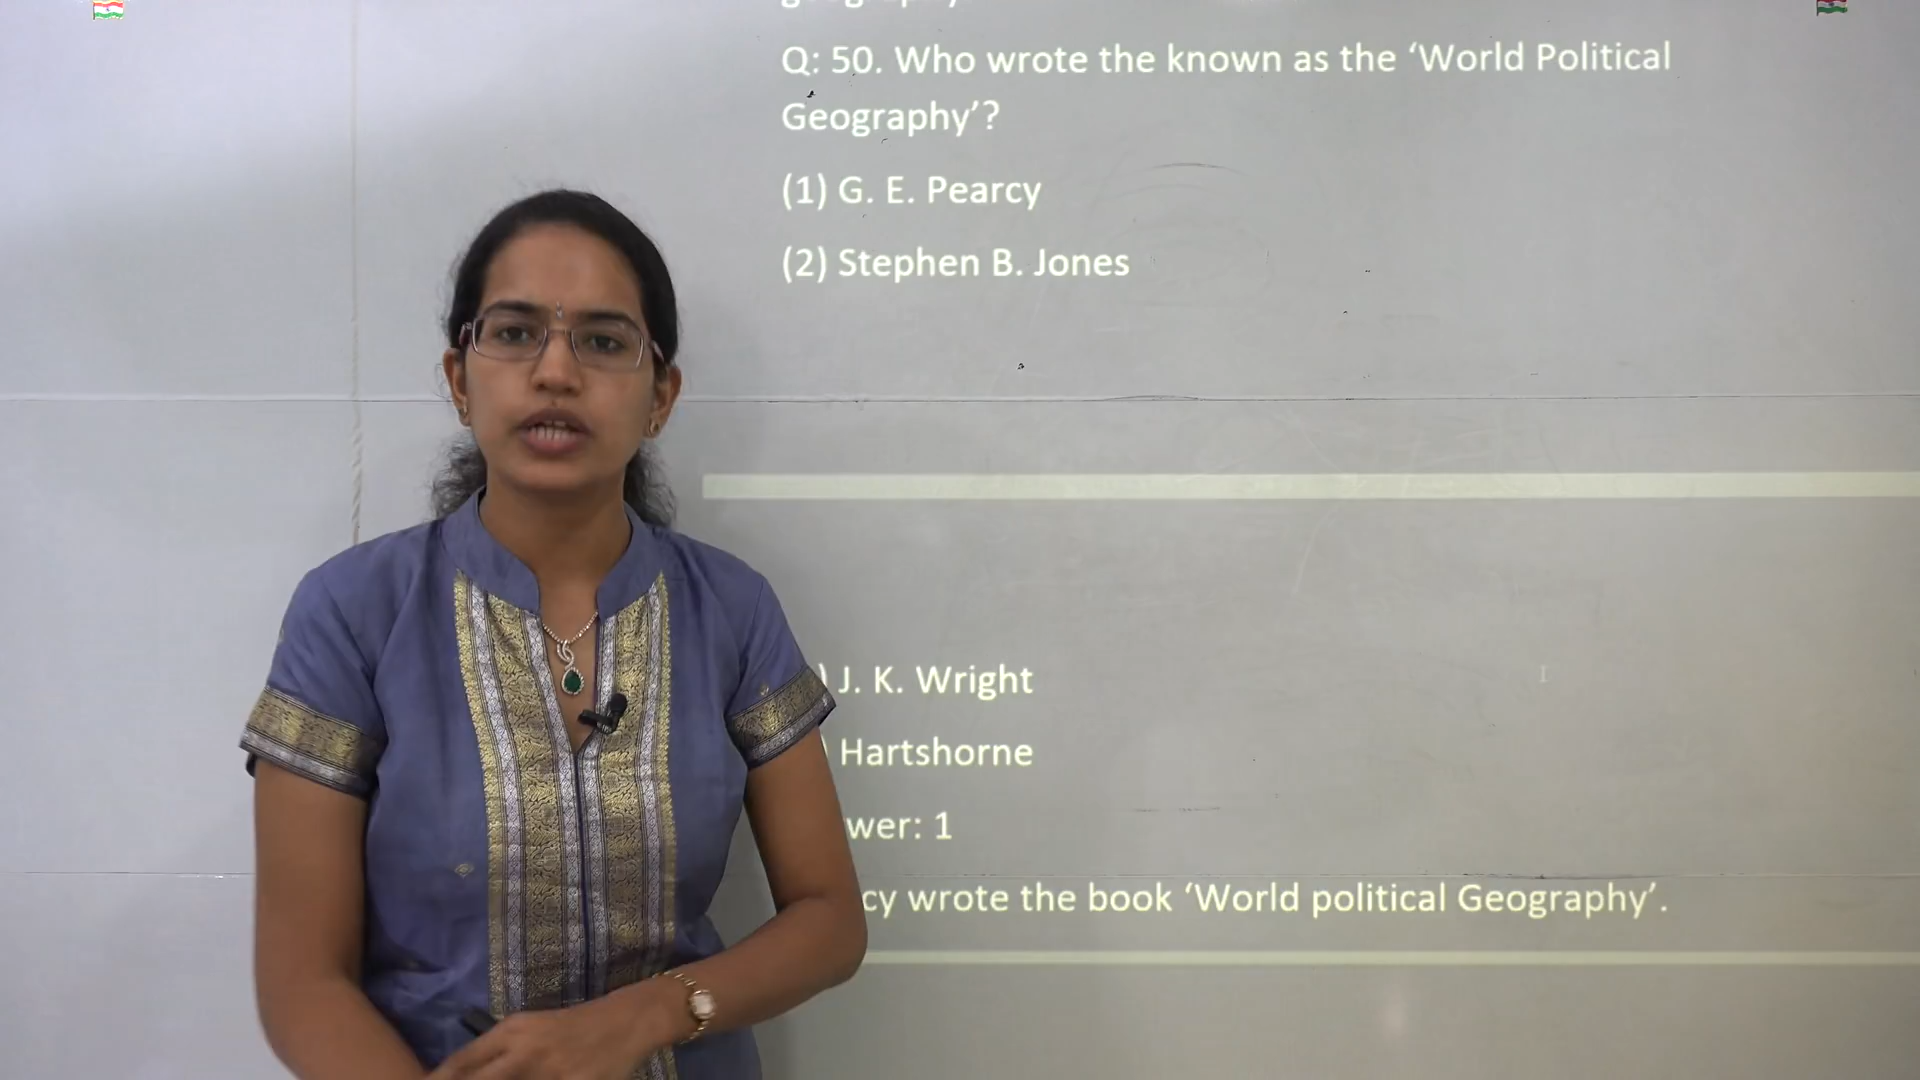 Q: 50. Who wrote the known as the ‘World Political
Geography’?
(1) G. E. Pearcy
(2) Stephen B. Jones
) J. K. Wright
) Hartshorne
wer: 1
cy wrote the book ‘World political Geography’.